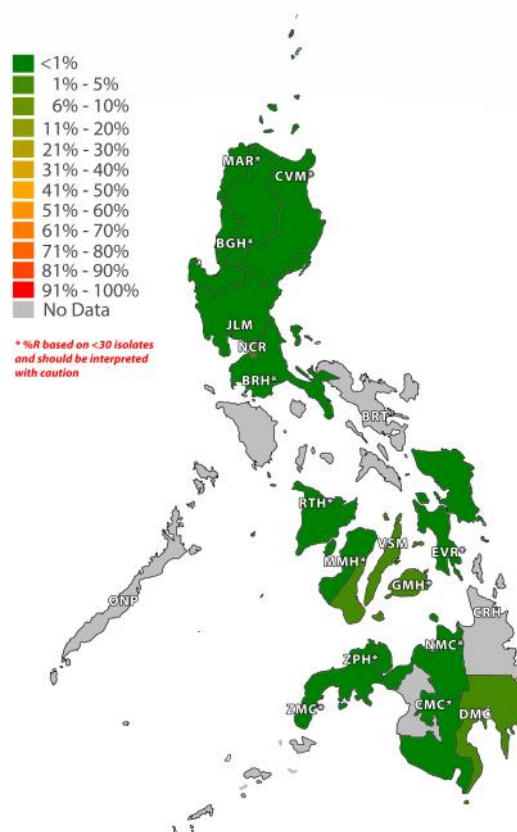 <1%
1% - 5%
6% - 10%
11% - 20%
21% - 30%
31% - 40%
41% - 50%
51% - 60%
61% - 70%
71% - 80%
81% - 90%
91% - 100%
No Data
* %R based on <30 isolates
and should be interpreted
with caution
MAR*
CVM*
BGH*
JLM
NCR
BRH*
BRT*
RTH*
VSM
MMH*
EVR*
GMH*
ONP
CRH
NMC*
ZPH*
ZMC*
CMC*
DMC